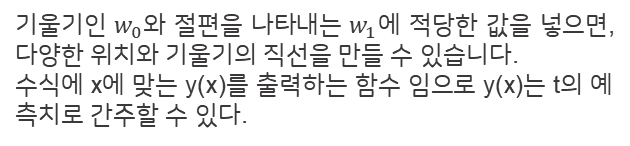 기울기인 w₀와 절편을 나타내는 w₁에 적당한 값을 넣으면,
다양한 위치와 기울기의 직선을 만들 수 있습니다.
수식에 x에 맞는 y(x)를 출력하는 함수 임으로 y(x)는 t의 예
측치로 간주할 수 있다.